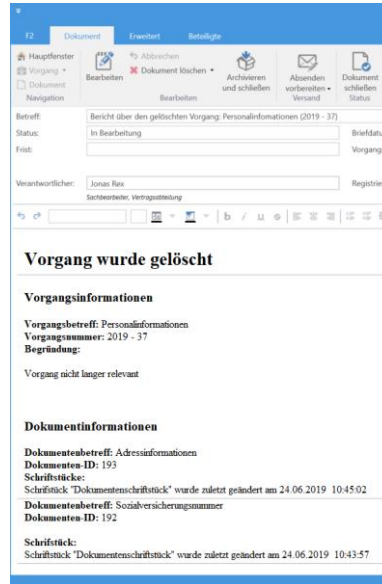 F2 Dokument Erweitert Beteiligte
Hauptfenster
Vorgang
Dokument
Navigation
Bearbeiten
Abbrechen
Dokument löschen
Bearbeiten
Archivieren
und schließen
Absenden
vorbereiten
Versand
Dokument
schließen
Status
Betreff: Bericht über den gelöschten Vorgang: Personalinfomationen (2019 - 37)
Status: In Bearbeitung Briefdatu
Frist: Vorgang
Verantwortlicher: Jonas Rex Registrie
Sachbearbeiter, Vertragsabteilung
b I u s
Vorgang wurde gelöscht
Vorgangsinformationen
Vorgangsbetreff: Personalinformationen
Vorgangsnummer: 2019 - 37
Begründung:
Vorgang nicht langer relevant
Dokumentinformationen
Dokumentenbetreff: Adressinformationen
Dokumenten-ID: 193
Schriftstücke:
Schriftstück "Dokumentenschriftstück" wurde zuletzt geändert am 24.06.2019 10:45:02
Dokumentenbetreff: Sozialversicherungsnummer
Dokumenten-ID: 192
Schrifstück:
Schriftstück "Dokumentenschriftstück" wurde zuletzt geändert am 24.06.2019 10:43:57